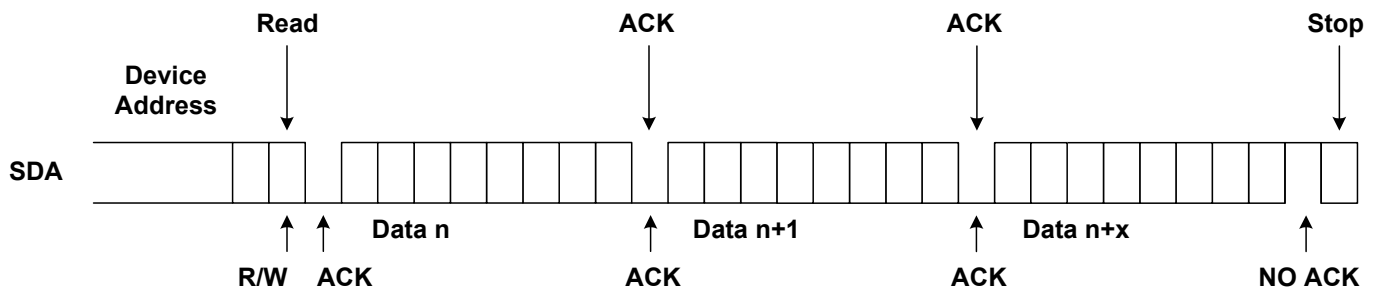 Read ACK ACK Stop
Device
Address
SDA
Data n Data n+1 Data n+x
R/W ACK ACK ACK NO ACK